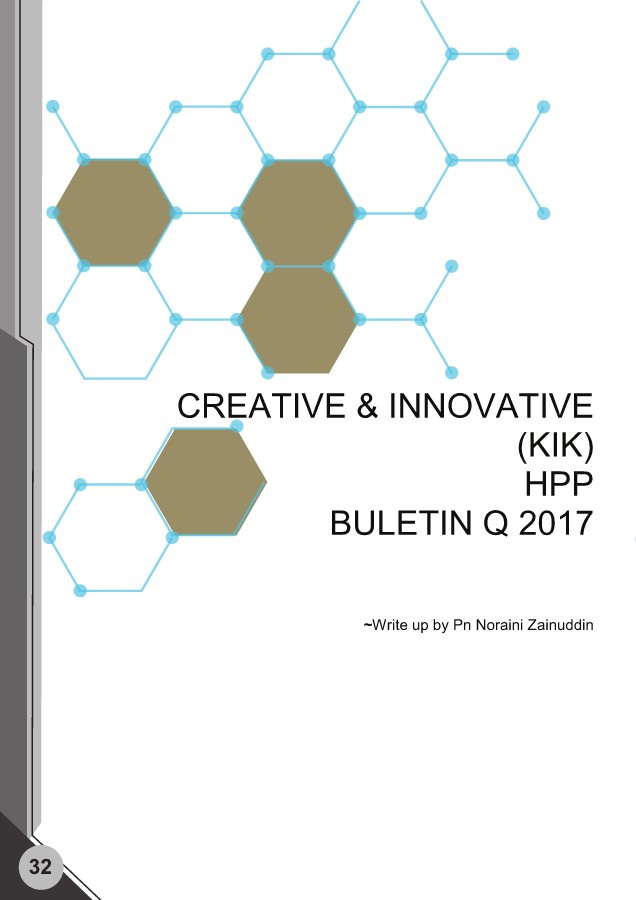 CREATIVE & INNOVATIVE
(KIK)
HPP
BULETIN Q 2017
~Write up by Pn Noraini Zainuddin
32